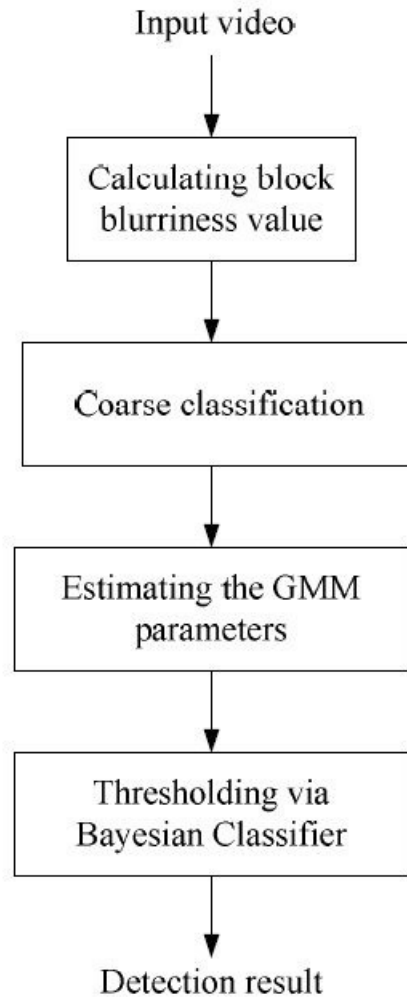 Input video
Calculating block
blurriness value
Coarse classification
Estimating the GMM
parameters
Thresholding via
Bayesian Classifier
Detection result